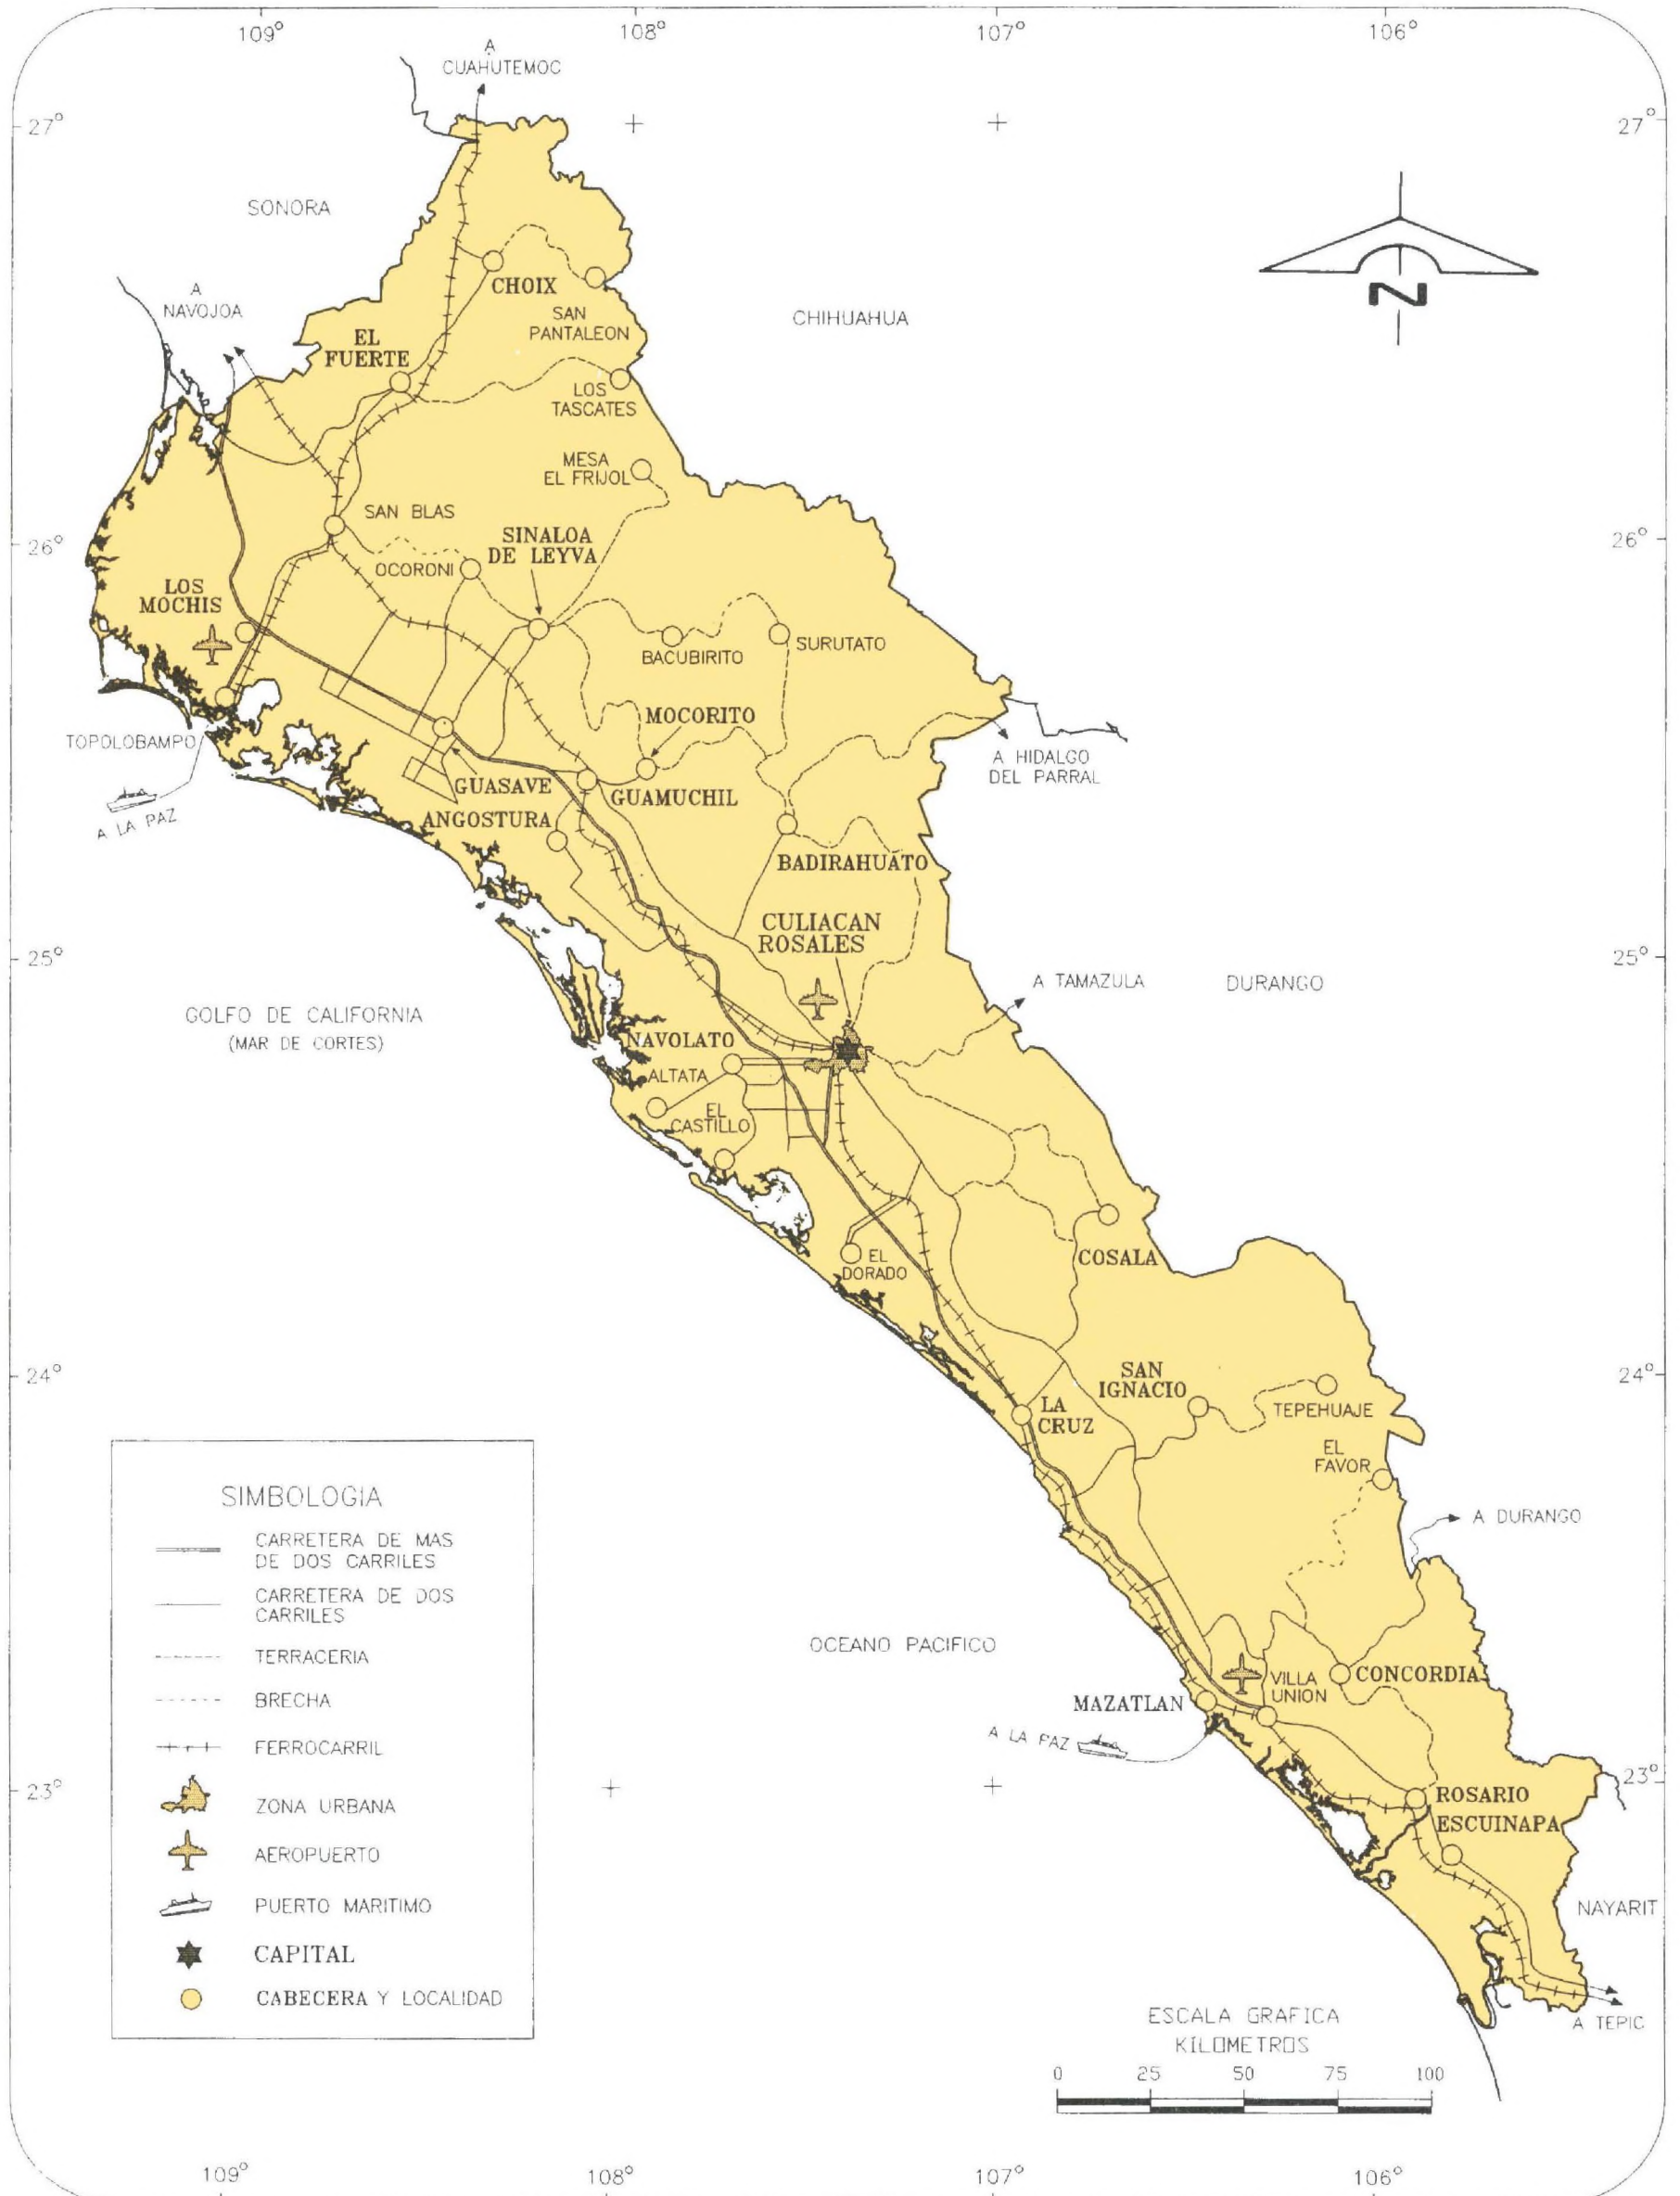 109°
108°
107°
106°
A
CUAHUTEMOC
27°
27°
SONORA
N
CHOIX
A
NAVOJOA
SAN
PANTALEON
CHIHUAHUA
EL
FUERTE
LOS
TASCATES
MESA
EL FRIJOL
SAN BLAS
SINALOA
DE LEYVA
26°
26°
OCORONI
LOS
MOCHIS
BACUBIRITO
SURUTATO
MOCORITO
TOPOLOBAMPO
A HIDALGO
DEL PARRAL
GUASAVE
GUAMUCHIL
A LA PAZ
ANGOSTURA
BADIRAHUATO
CULIACAN
ROSALES
25°
25°
A TAMAZULA
DURANGO
GOLFO DE CALIFORNIA
(MAR DE CORTES)
NAVOLATO
ALTATA
EL
CASTILLO
COSALA
EL
DORADO
24°
24°
SAN
IGNACIO
TEPEHUAJE
LA
CRUZ
EL
FAVOR
A DURANGO
SIMBOLOGIA
CARRETERA DE MAS
DE DOS CARRILES
CARRETERA DE DOS
CARRILES
TERRACERIA
BRECHA
FERROCARRIL
ZONA URBANA
AEROPUERTO
PUERTO MARITIMO
CAPITAL
CABECERA Y LOCALIDAD
OCEANO PACIFICO
VILLA
UNION
CONCORDIA
MAZATLAN
A LA PAZ
23°
23°
ROSARIO
ESCUINAPA
NAYARIT
A TEPIC
ESCALA GRAFICA
KILOMETROS
0 25 50 75 100
109°
108°
107°
106°